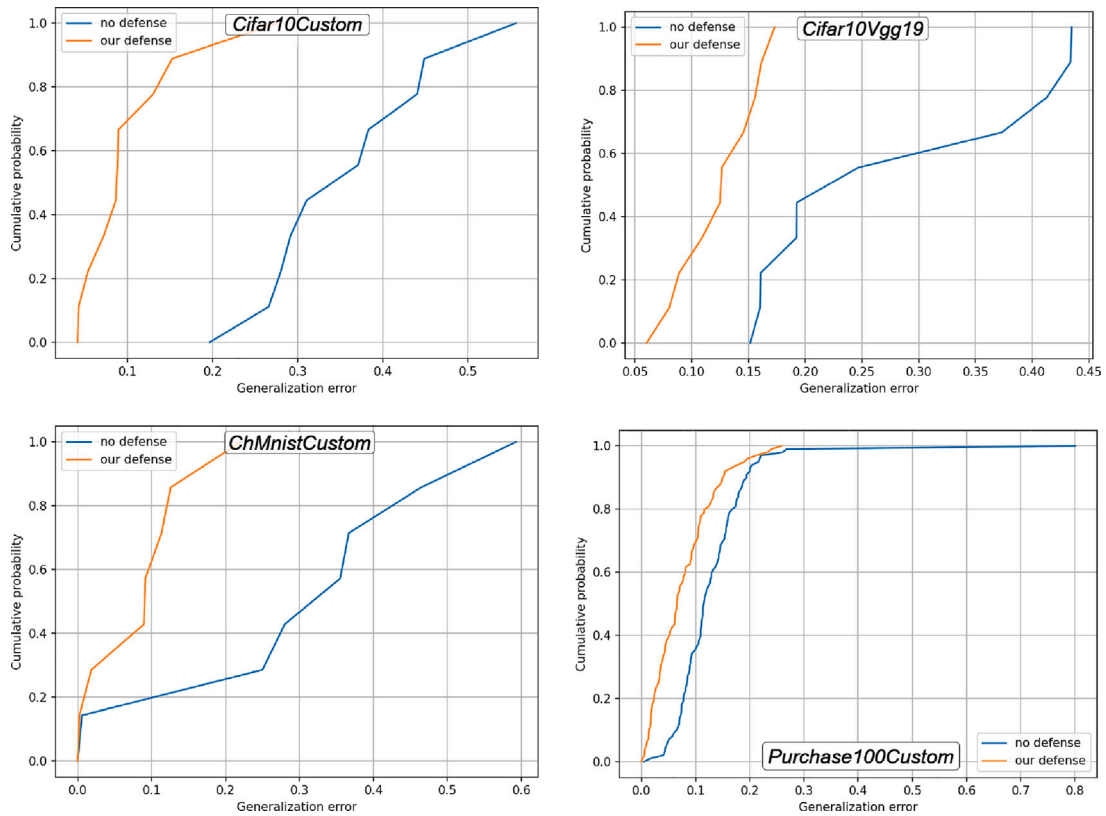 no defense
our defense
Cifar10Custom
1.0
0.8
0.6
0.4
0.2
0.0
Cumulative probability
0.1 0.2 0.3 0.4 0.5
Generalization error
no defense
our defense
Cifar10Vgg19
1.0
0.8
0.6
0.4
0.2
0.0
Cumulative probability
0.05 0.10 0.15 0.20 0.25 0.30 0.35 0.40 0.45
Generalization error
no defense
our defense
ChMnistCustom
1.0
0.8
0.6
0.4
0.2
0.0
Cumulative probability
0.0 0.1 0.2 0.3 0.4 0.5 0.6
Generalization error
1.0
0.8
0.6
0.4
0.2
0.0
Cumulative probability
Purchase100Custom
no defense
our defense
0.0 0.1 0.2 0.3 0.4 0.5 0.6 0.7 0.8
Generalization error